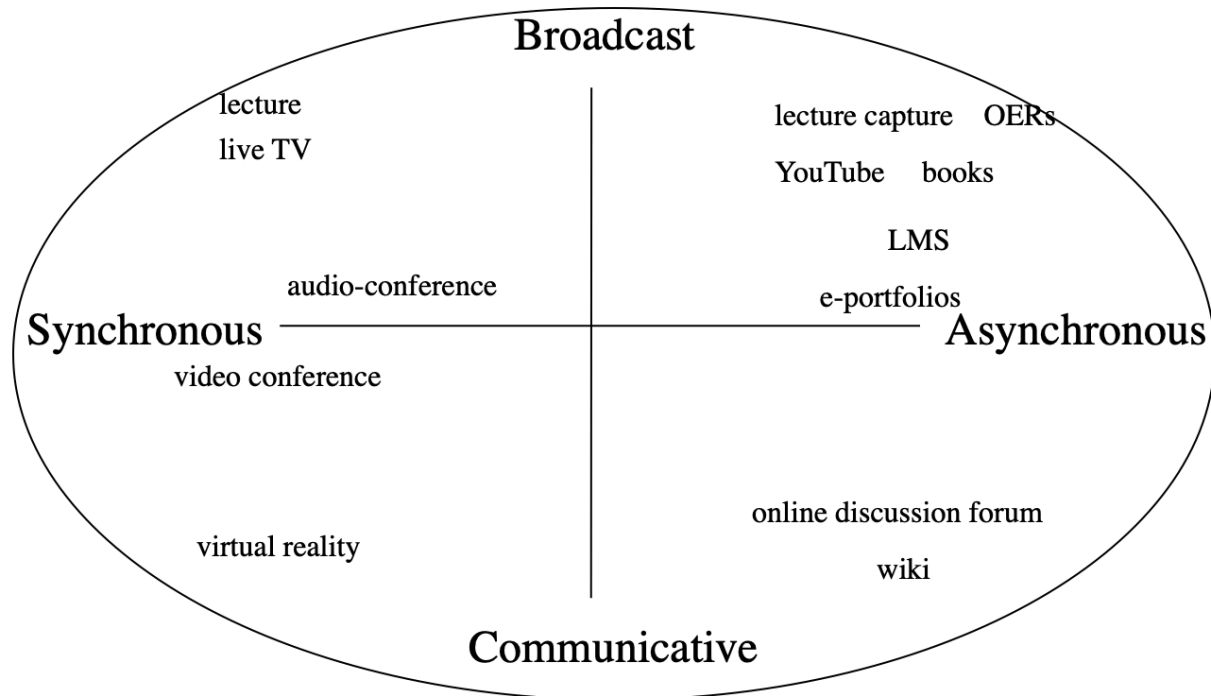 Broadcast
lecture
live TV
lecture capture OERs
YouTube books
LMS
audio-conference
e-portfolios
Synchronous
Asynchronous
video conference
online discussion forum
virtual reality
wiki
Communicative